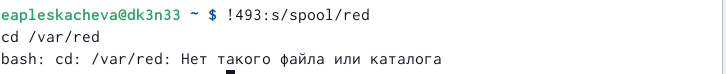 eapleskacheva@dk3n33 ~ $ !493:s/spool/red
cd /var/red
bash: cd: /var/red: Нет такого файла или каталога